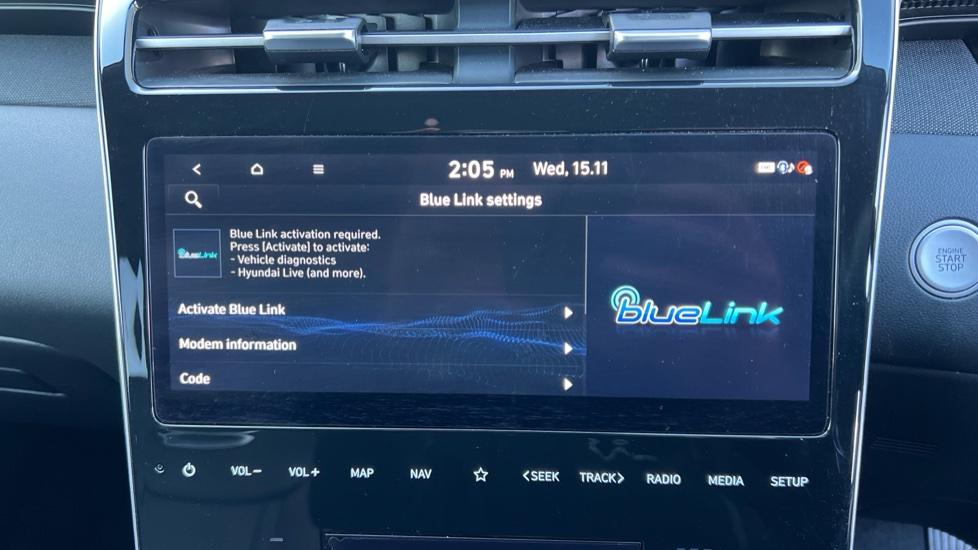 2:05 PM Wed, 15.11
Blue Link settings
blueLink
Blue Link activation required.
Press [Activate] to activate:
- Vehicle diagnostics
- Hyundai Live (and more).
Activate Blue Link
Modem information
Code
blueLink
ENGINE
START
STOP
VOL− VOL+ MAP NAV <SEEK TRACK> RADIO MEDIA SETUP